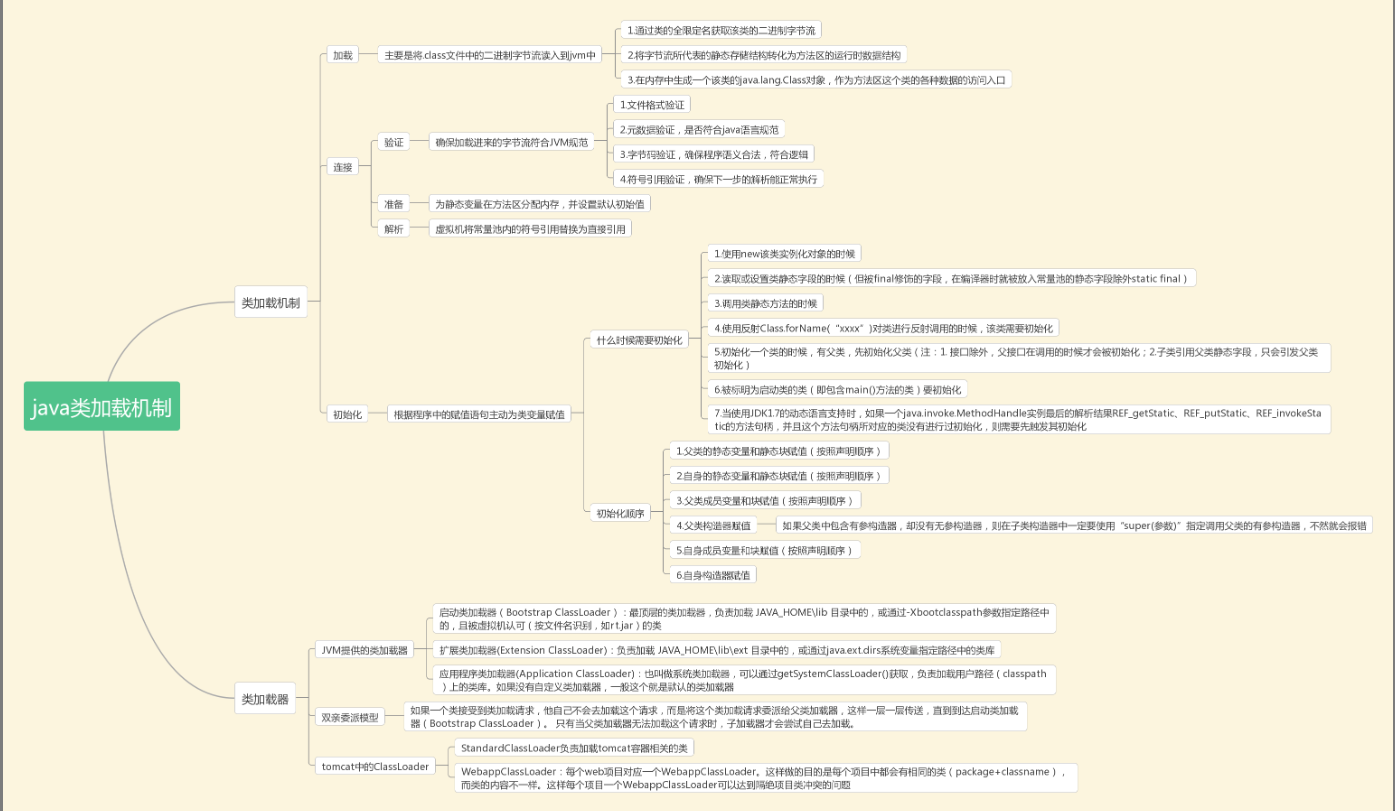 java类加载机制
类加载机制
加载
主要是将.class文件中的二进制字节流读入到jvm中
1.通过类的全限定名获取该类的二进制字节流
2.将字节流所代表的静态存储结构转化为方法区的运行时数据结构
3.在内存中生成一个该类的java.lang.Class对象，作为方法区这个类的各种数据的访问入口
连接
验证
确保加载进来的字节流符合JVM规范
1.文件格式验证
2.元数据验证，是否符合java语言规范
3.字节码验证，确保程序语义合法，符合逻辑
4.符号引用验证，确保下一步的解析能正常执行
准备
为静态变量在方法区分配内存，并设置默认初始值
解析
虚拟机将常量池内的符号引用替换为直接引用
初始化
根据程序中的赋值语句主动为类变量赋值
什么时候需要初始化
1.使用new该类实例化对象的时候
2.读取或设置类静态字段的时候（但被final修饰的字段，在编译器时就被放入常量池的静态字段除外static final）
3.调用类静态方法的时候
4.使用反射Class.forName(“xxxx”)对类进行反射调用的时候，该类需要初始化
5.初始化一个类的时候，有父类，先初始化父类（注：1. 接口除外，父接口在调用的时候才会被初始化；2.子类引用父类静态字段，只会引发父类
初始化）
6.被标明为启动类的类（即包含main()方法的类）要初始化
7.当使用JDK1.7的动态语言支持时，如果一个java.invoke.MethodHandle实例最后的解析结果REF_getStatic、REF_putStatic、REF_invokeSta
tic的方法句柄，并且这个方法句柄所对应的类没有进行过初始化，则需要先触发其初始化
初始化顺序
1.父类的静态变量和静态块赋值（按照声明顺序）
2.自身的静态变量和静态块赋值（按照声明顺序）
3.父类成员变量和块赋值（按照声明顺序）
4.父类构造器赋值
如果父类中包含有参构造器，却没有无参构造器，则在子类构造器中一定要使用“super(参数)”指定调用父类的有参构造器，不然就会报错
5.自身成员变量和块赋值（按照声明顺序）
6.自身构造器赋值
类加载器
JVM提供的类加载器
启动类加载器（Bootstrap ClassLoader）：最顶层的类加载器，负责加载 JAVA_HOME\lib 目录中的，或通过-Xbootclasspath参数指定路径中
的，且被虚拟机认可（按文件名识别，如rt.jar）的类
扩展类加载器(Extension ClassLoader)：负责加载 JAVA_HOME\lib\ext 目录中的，或通过java.ext.dirs系统变量指定路径中的类库
应用程序类加载器(Application ClassLoader)：也叫做系统类加载器，可以通过getSystemClassLoader()获取，负责加载用户路径（classpath
）上的类库。如果没有自定义类加载器，一般这个就是默认的类加载器
双亲委派模型
如果一个类接受到类加载请求，他自己不会去加载这个请求，而是将这个类加载请求委派给父类加载器，这样一层一层传送，直到到达启动类加载
器（Bootstrap ClassLoader）。 只有当父类加载器无法加载这个请求时，子加载器才会尝试自己去加载。
tomcat中的ClassLoader
StandardClassLoader负责加载tomcat容器相关的类
WebappClassLoader：每个web项目对应一个WebappClassLoader。这样做的目的是每个项目中都会有相同的类（package+classname），
而类的内容不一样。这样每个项目一个WebappClassLoader可以达到隔绝项目类冲突的问题